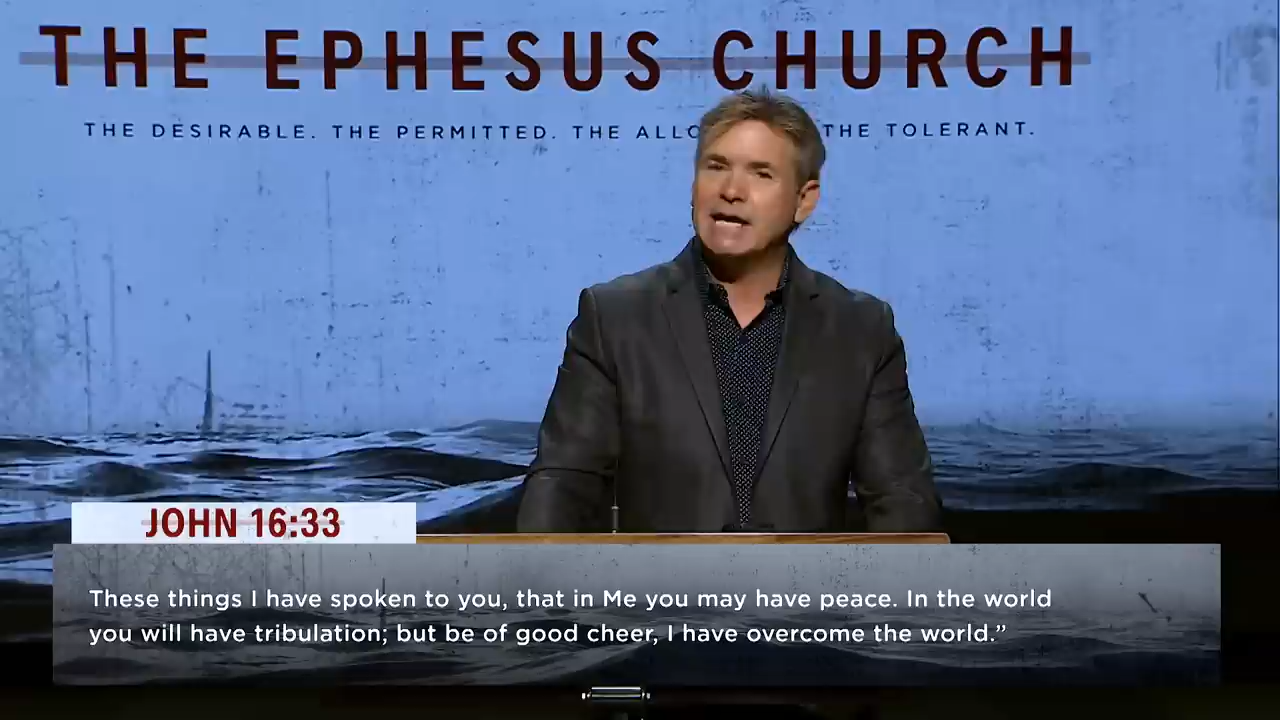 THE EPHESUS CHURCH
THE DESIRABLE. THE PERMITTED. THE THE TOLERANT.
JOHN 16:33
These things I have spoken to you, that in Me you may have peace. In the world
you will have tribulation; but be of good cheer, I have overcome the world.”